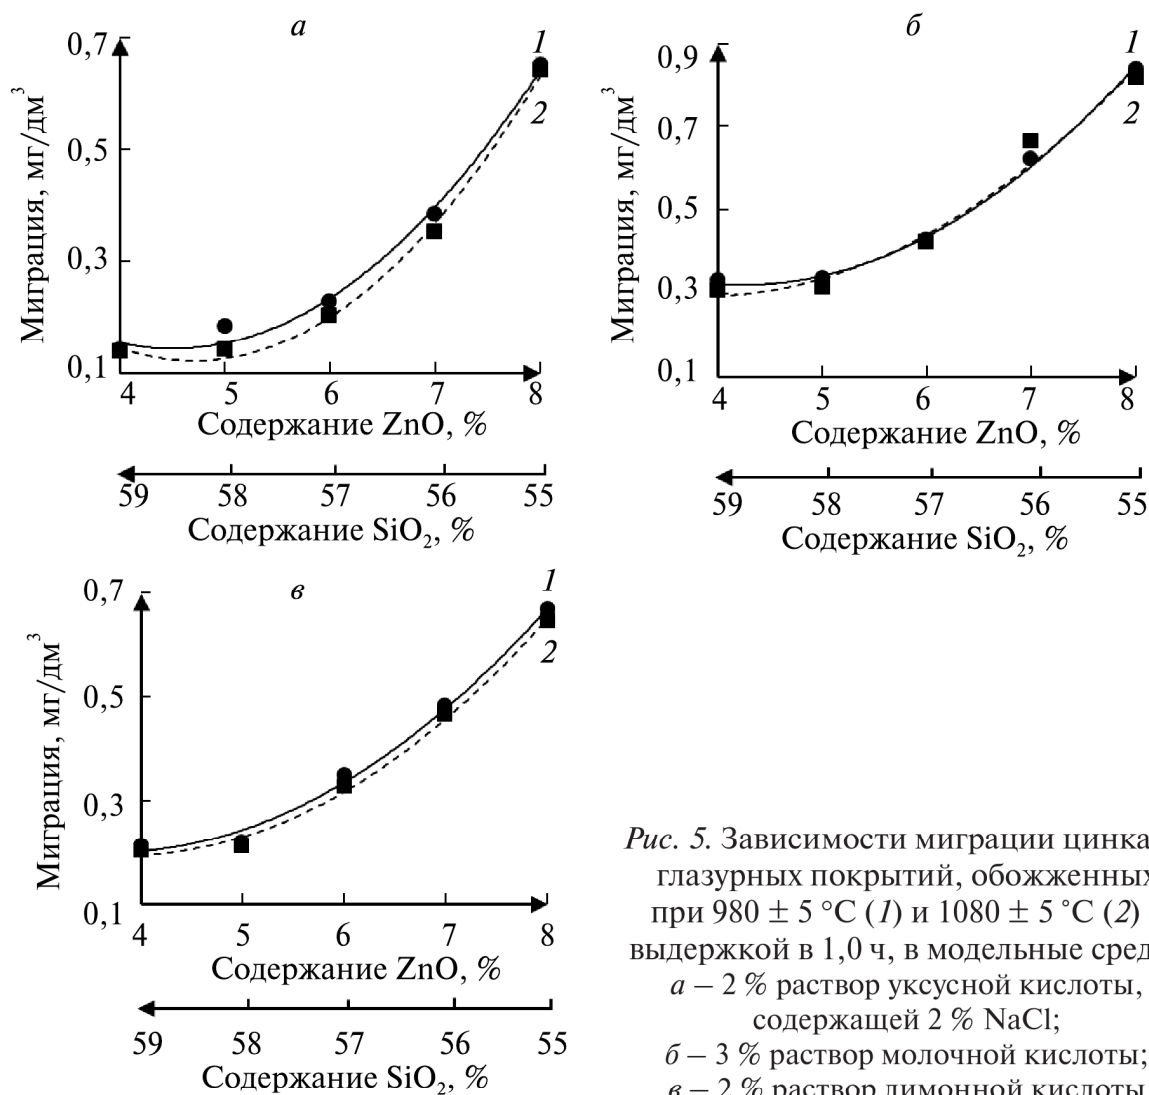 а
0,7
0,5
0,3
0,1
Миграция, мг/дм³
1
2
4 5 6 7 8
Содержание ZnO, %
59 58 57 56 55
Содержание SiO₂, %
б
0,9
0,7
0,5
0,3
0,1
Миграция, мг/дм³
1
2
4 5 6 7 8
Содержание ZnO, %
59 58 57 56 55
Содержание SiO₂, %
в
0,7
0,5
0,3
0,1
Миграция, мг/дм³
1
2
4 5 6 7 8
Содержание ZnO, %
59 58 57 56 55
Содержание SiO₂, %
Рис. 5. Зависимости миграции цинка
глазурных покрытий, обожженных
при 980 ± 5 °С (1) и 1080 ± 5 ˚С (2)
выдержкой в 1,0 ч, в модельные сред
а – 2 % раствор уксусной кислоты,
содержащей 2 % NaCl;
б – 3 % раствор молочной кислоты;
в – 2 % раствор лимонной кислоты